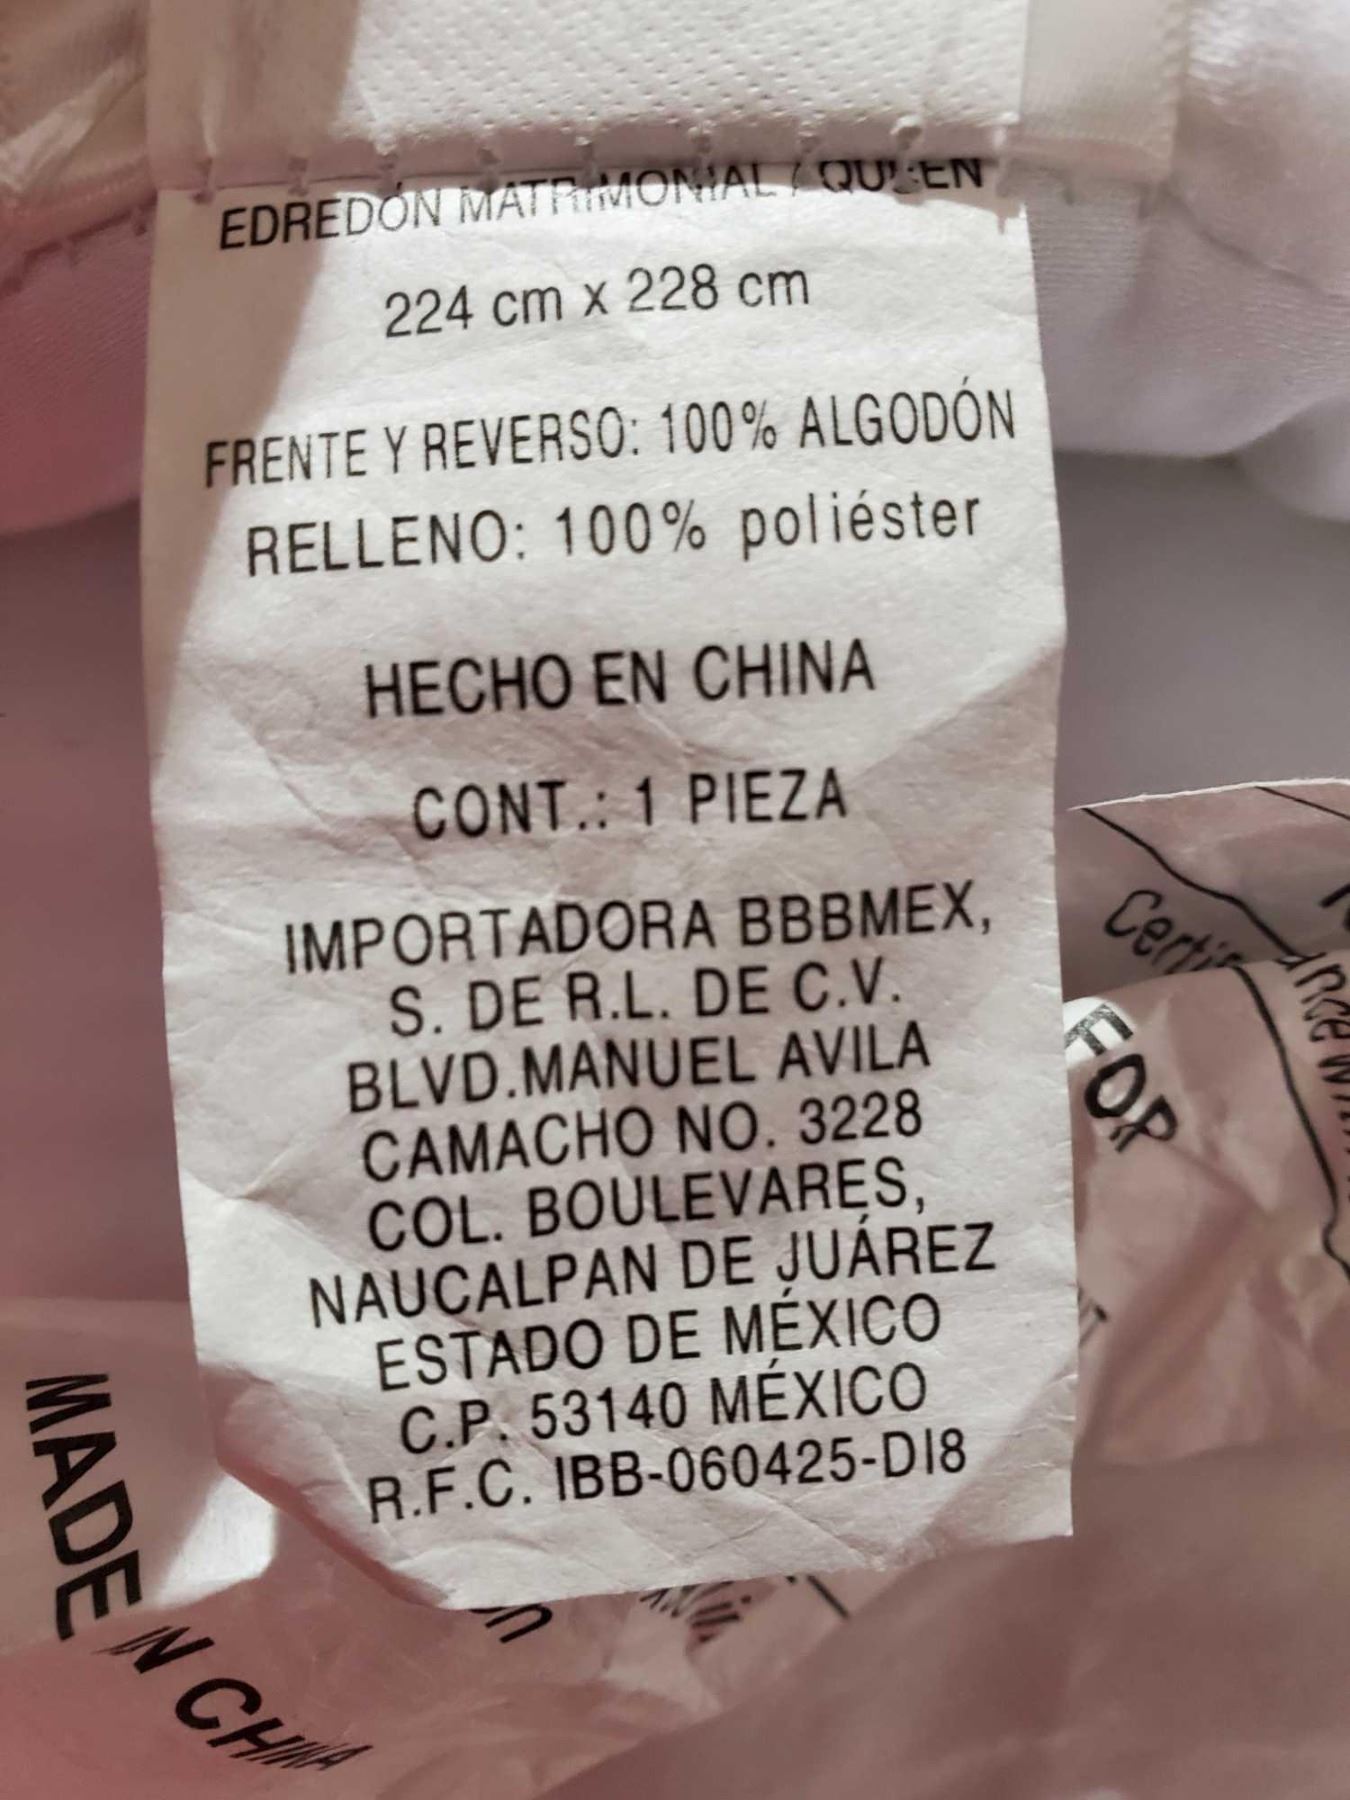 EDREDÓN MATRIMONIAL / QUEEN
224 cm x 228 cm
FRENTE Y REVERSO: 100% ALGODÓN
RELLENO: 100% poliéster
HECHO EN CHINA
CONT.: 1 PIEZA
IMPORTADORA BBBMEX,
S. DE R.L. DE C.V.
BLVD.MANUEL AVILA
CAMACHO NO. 3228
COL. BOULEVARES,
NAUCALPAN DE JUÁREZ
ESTADO DE MÉXICO
C.P. 53140 MÉXICO
R.F.C. IBB-060425-DI8
MADE IN CHINA
FOR